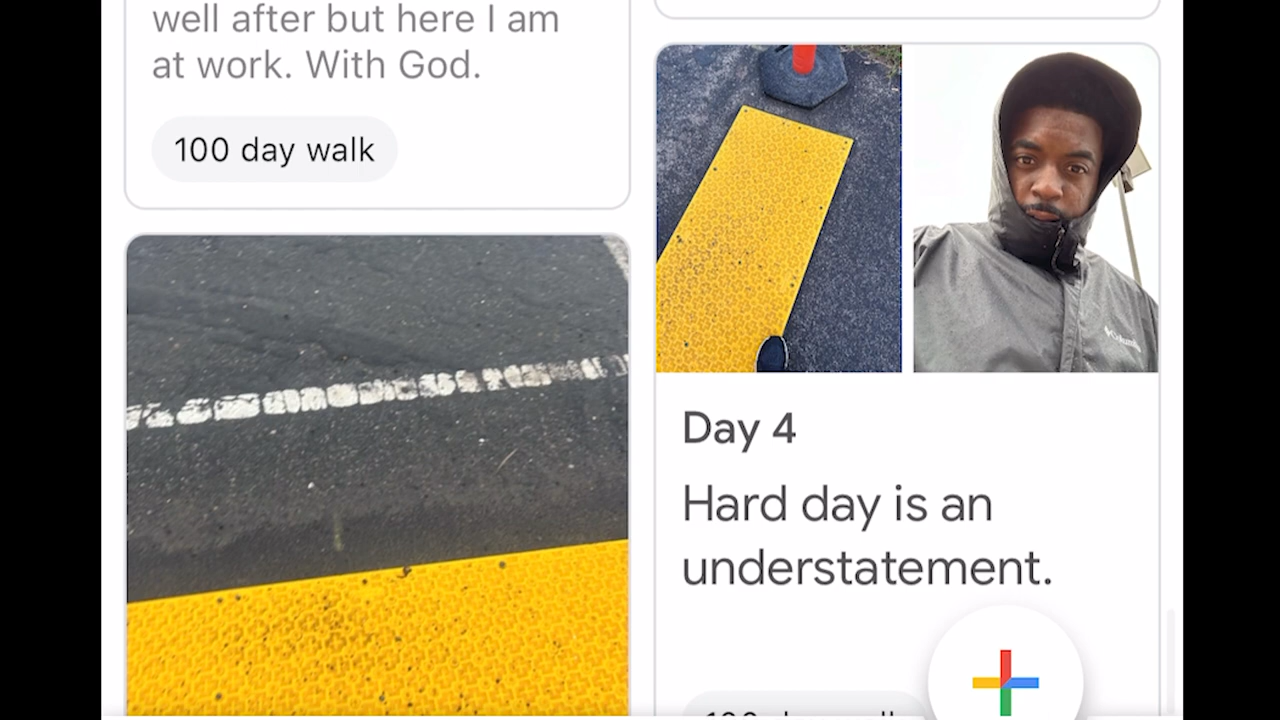 well after but here I am
at work. With God.
100 day walk
Columbia
Day 4
Hard day is an
understatement.